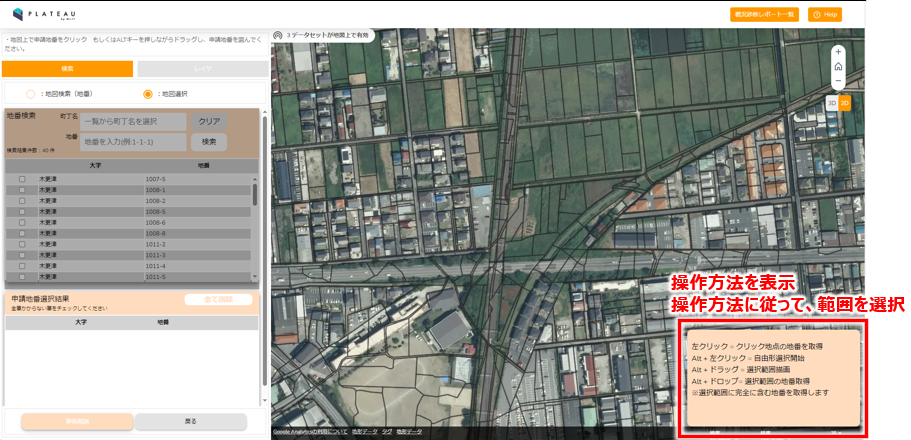 PLATEAU
by MLIT
概況診断レポート一覧
Help
・地図上で申請地番をクリック もしくはALTキーを押しながらドラッグし、申請地番を選んでください。
3 データセットが地図上で有効
検索
レイヤ
：地図検索（地番）
：地図選択
地番検索
町丁名
一覧から町丁名を選択
クリア
地番
地番を入力(例:1-1-1)
検索
検索結果件数：40 件
大字 地番
木更津 1007-5
木更津 1008-1
木更津 1008-2
木更津 1008-5
木更津 1008-6
木更津 1008-8
木更津 1011-2
木更津 1011-3
木更津 1011-4
木更津 1011-5
申請地番選択結果
全て削除
全筆かからない筆をチェックしてください
大字 地番
戻る
3D 2D
操作方法を表示
操作方法に従って、範囲を選択
左クリック = クリック地点の地番を取得
Alt + 左クリック = 自由形選択開始
Alt + ドラッグ = 選択範囲描画
Alt + ドロップ= 選択範囲の地番取得
※選択範囲に完全に含む地番を取得します
Google Analyticsの利用について 地形データ タグ 地形データ